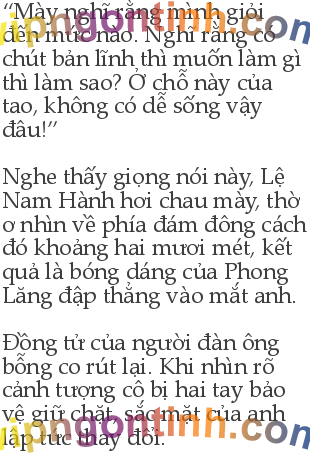 “Mày nghĩ rằng mình giỏi
đến mức nào. Nghĩ rằng có
chút bản lĩnh thì muốn làm gì
thì làm sao? Ở chỗ này của
tao, không có dễ sống vậy
đâu!”
Nghe thấy giọng nói này, Lệ
Nam Hành hơi chau mày, thờ
ơ nhìn về phía đám đông cách
đó khoảng hai mươi mét, kết
quả là bóng dáng của Phong
Lăng đập thẳng vào mắt anh.
Đồng tử của người đàn ông
bỗng co rút lại. Khi nhìn rõ
cảnh tượng cô bị hai tay bảo
vệ giữ chặt, sắc mặt của anh
lập tức thay đổi.
vipngontinh.com
vipngontinh.com